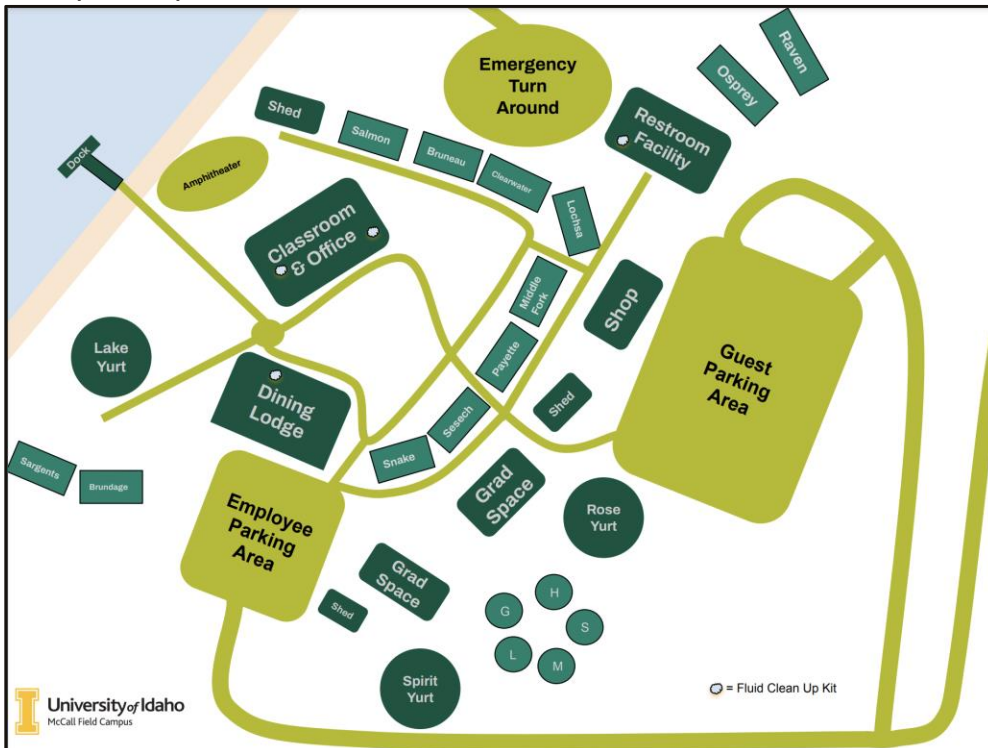 Emergency
Turn
Around
Raven
Osprey
Restroom
Facility
Shed
Salmon
Bruneau
Clearwater
Lochsa
Dock
Amphitheater
Classroom
& Office
Middle
Fork
Shop
Payette
Guest
Parking
Area
Lake
Yurt
Dining
Lodge
Shed
Sesech
Snake
Sargents
Brundage
Grad
Space
Rose
Yurt
Employee
Parking
Area
Grad
Space
Shed
H
G
S
L
M
Spirit
Yurt
= Fluid Clean Up Kit
I
University of Idaho
McCall Field Campus